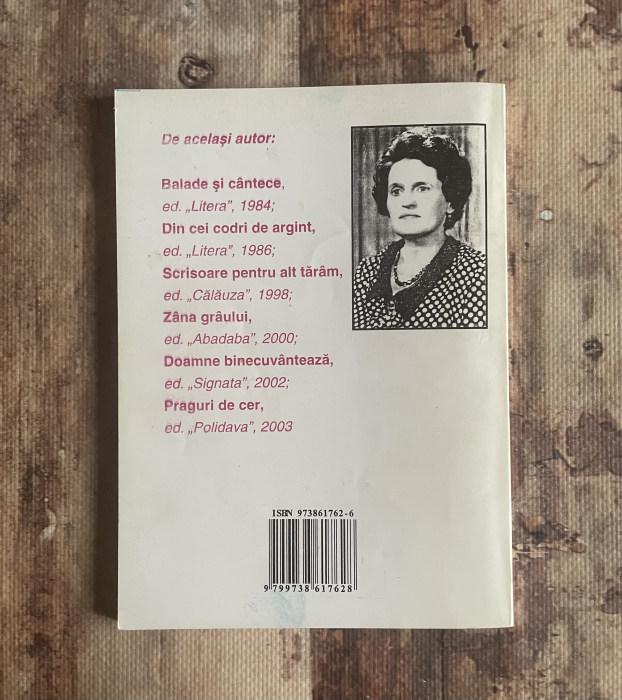 De același autor:
Balade și cântece,
ed. „Litera”, 1984;
Din cei codri de argint,
ed. „Litera”, 1986;
Scrisoare pentru alt tărâm,
ed. „Călăuza”, 1998;
Zâna grâului,
ed. „Abadaba”, 2000;
Doamne binecuvântează,
ed. „Signata”, 2002;
Praguri de cer,
ed. „Polidava”, 2003
ISBN 973861762-6
9 799738 617628